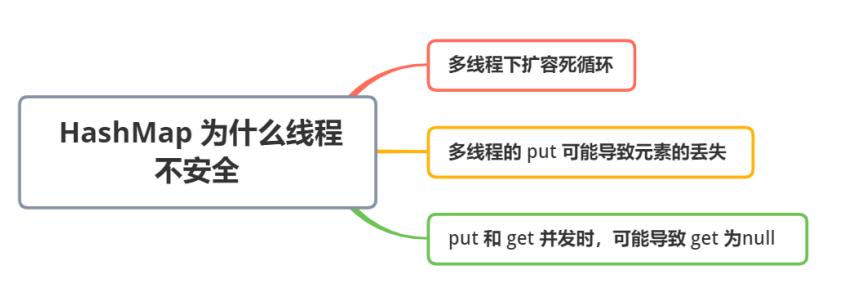 HashMap 为什么线程
不安全
多线程下扩容死循环
多线程的 put 可能导致元素的丢失
put 和 get 并发时，可能导致 get 为null